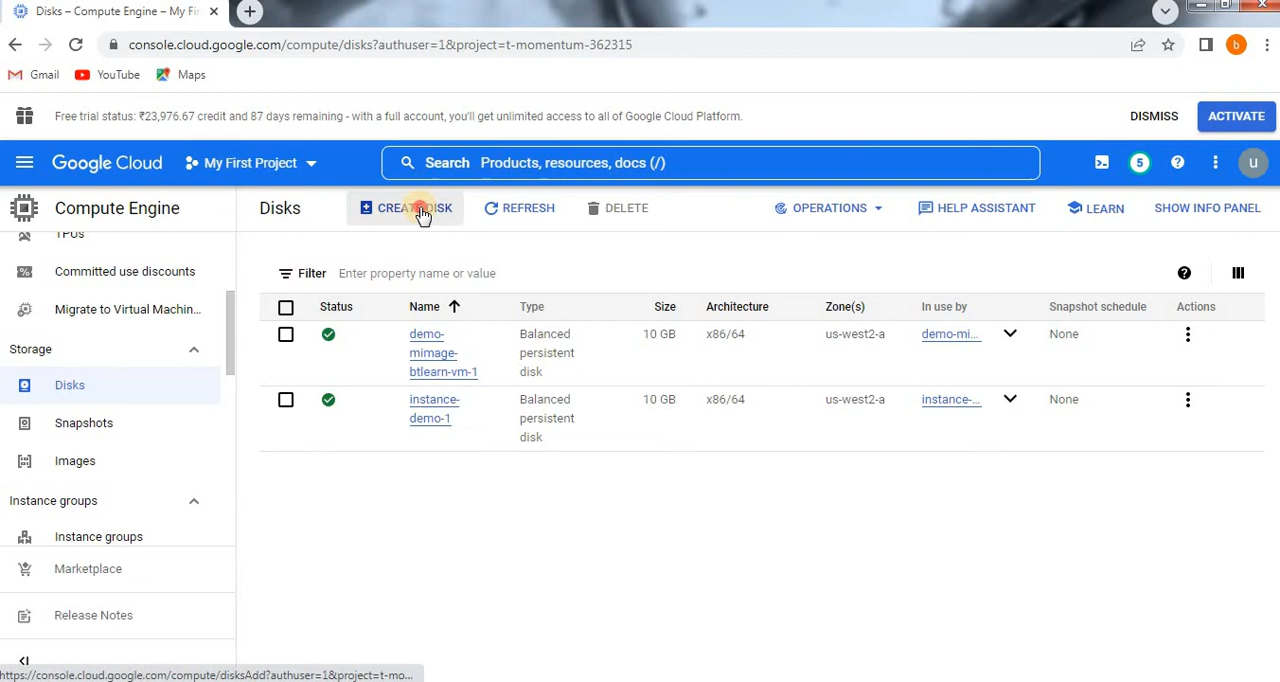 Disks – Compute Engine – My Firs
b
console.cloud.google.com/compute/disks?authuser=1&project=t-momentum-362315
Gmail YouTube Maps
Free trial status: ₹23,976.67 credit and 87 days remaining - with a full account, you'll get unlimited access to all of Google Cloud Platform.
DISMISS ACTIVATE
Google Cloud My First Project Search Products, resources, docs (/) 5 u
Compute Engine
Disks CREATE DISK REFRESH DELETE OPERATIONS HELP ASSISTANT LEARN SHOW INFO PANEL
TPUs
Committed use discounts
Migrate to Virtual Machin...
Storage
Disks
Snapshots
Images
Instance groups
Instance groups
Marketplace
Release Notes
Filter Enter property name or value
Status Name Type Size Architecture Zone(s) In use by Snapshot schedule Actions
demo-mimage-btlearn-vm-1 Balanced persistent disk 10 GB x86/64 us-west2-a demo-mi... None
instance-demo-1 Balanced persistent disk 10 GB x86/64 us-west2-a instance-... None
https://console.cloud.google.com/compute/disksAdd?authuser=1&project=t-mo...